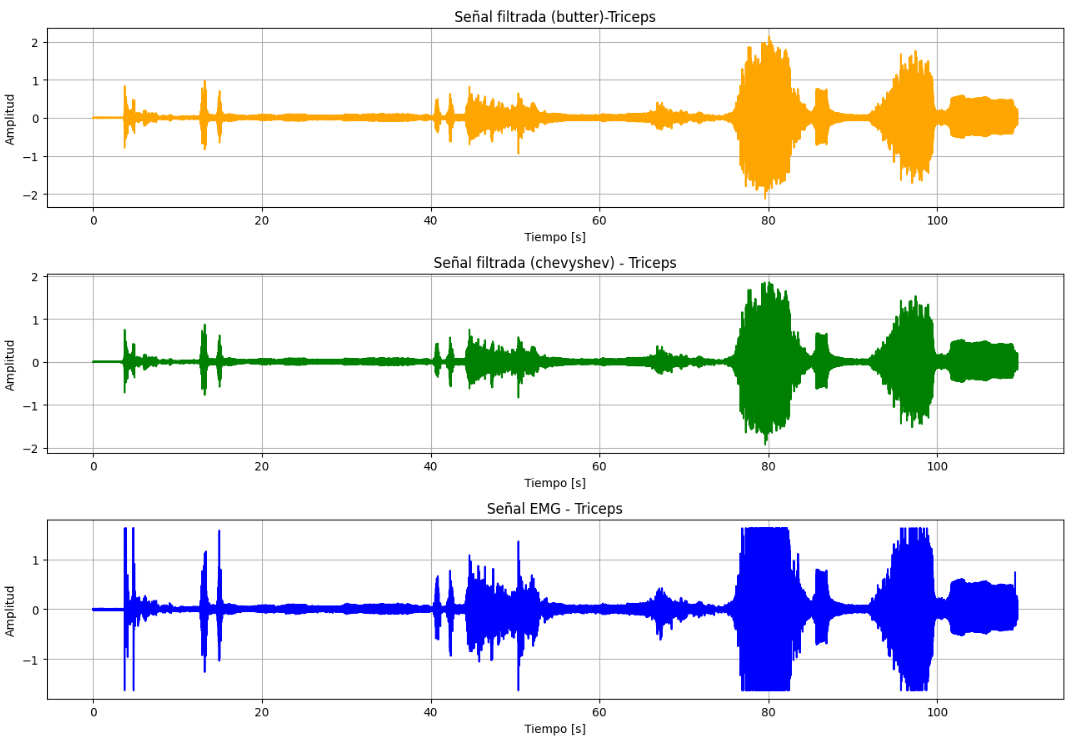 Señal filtrada (butter)-Triceps
2
1
0
−1
−2
Amplitud
0 20 40 60 80 100
Tiempo [s]
Señal filtrada (chevyshev) - Triceps
2
1
0
−1
−2
Amplitud
0 20 40 60 80 100
Tiempo [s]
Señal EMG - Triceps
1
0
−1
Amplitud
0 20 40 60 80 100
Tiempo [s]